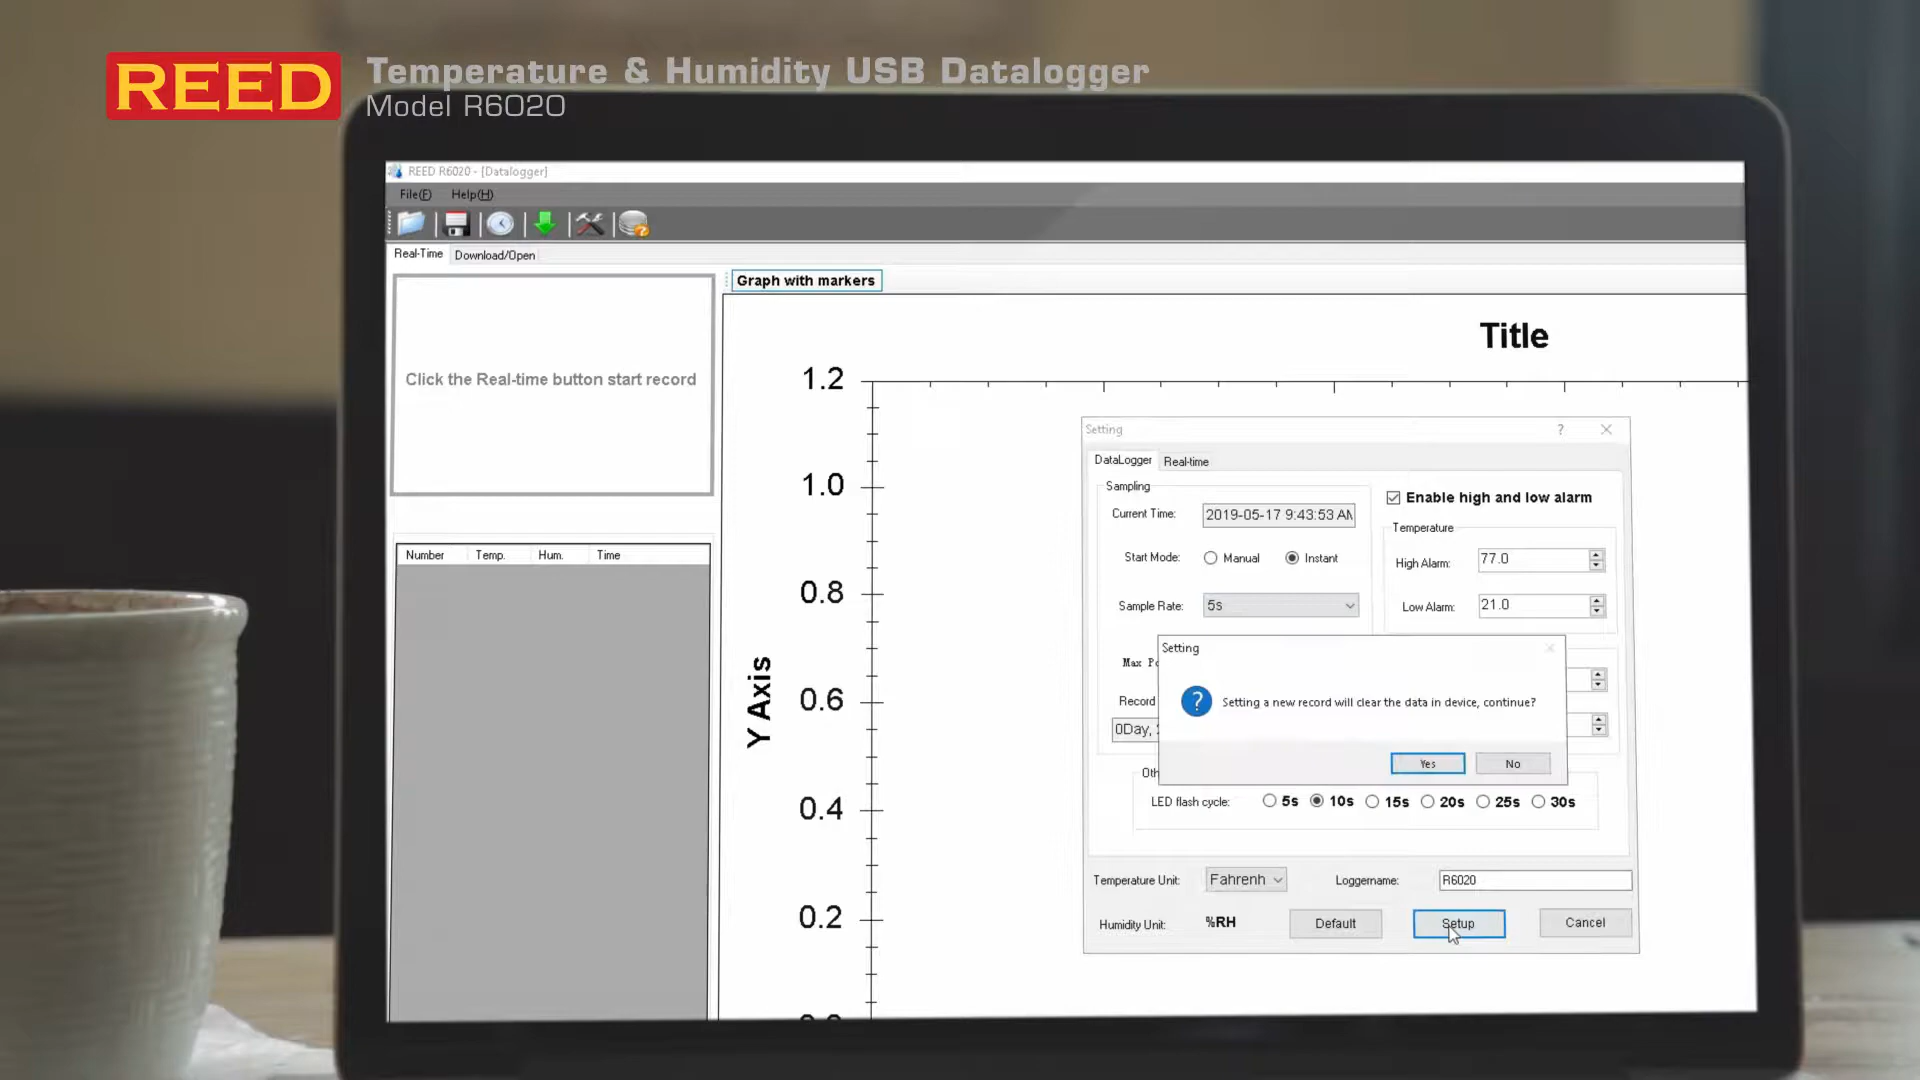 REED
Temperature & Humidity USB Datalogger
Model R6020
REED R6020 - [Datalogger]
File(F) Help(H)
Real-Time Download/Open
Click the Real-time button start record
Number Temp. Hum. Time
Graph with markers
Title
1.2
1.0
0.8
0.6
0.4
0.2
Y Axis
Setting ?
DataLogger Real-time
Sampling
Current Time: 2019-05-17 9:43:53 AM
Start Mode: Manual Instant
Sample Rate: 5s
Max
Record
0Day,
Enable high and low alarm
Temperature
High Alarm: 77.0
Low Alarm: 21.0
Setting
? Setting a new record will clear the data in device, continue?
Yes No
LED flash cycle: 5s 10s 15s 20s 25s 30s
Temperature Unit: Fahrenh Loggername: R6020
Humidity Unit: %RH Default Setup Cancel